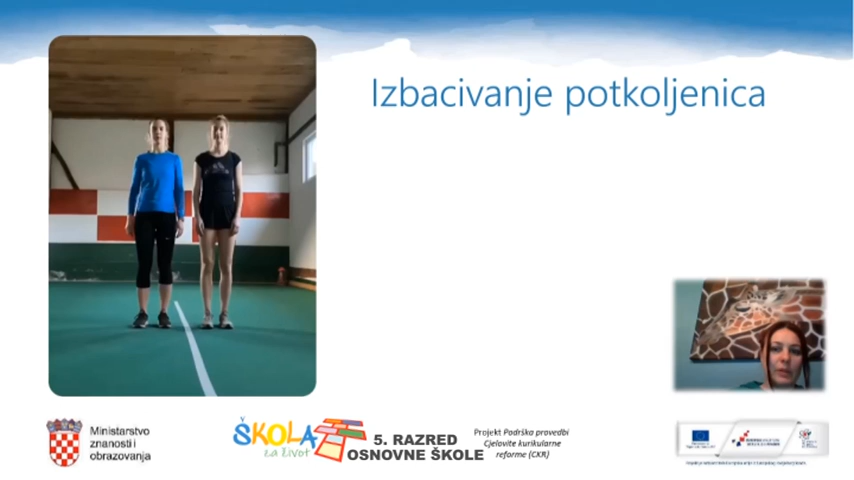 Izbacivanje potkoljenica
Ministarstvo
znanosti i
obrazovanja
ŠKOLA
za život
5. RAZRED
OSNOVNE ŠKOLE
Projekt Podrška provedbi
Cjelovite kurikularne
reforme (CKR)